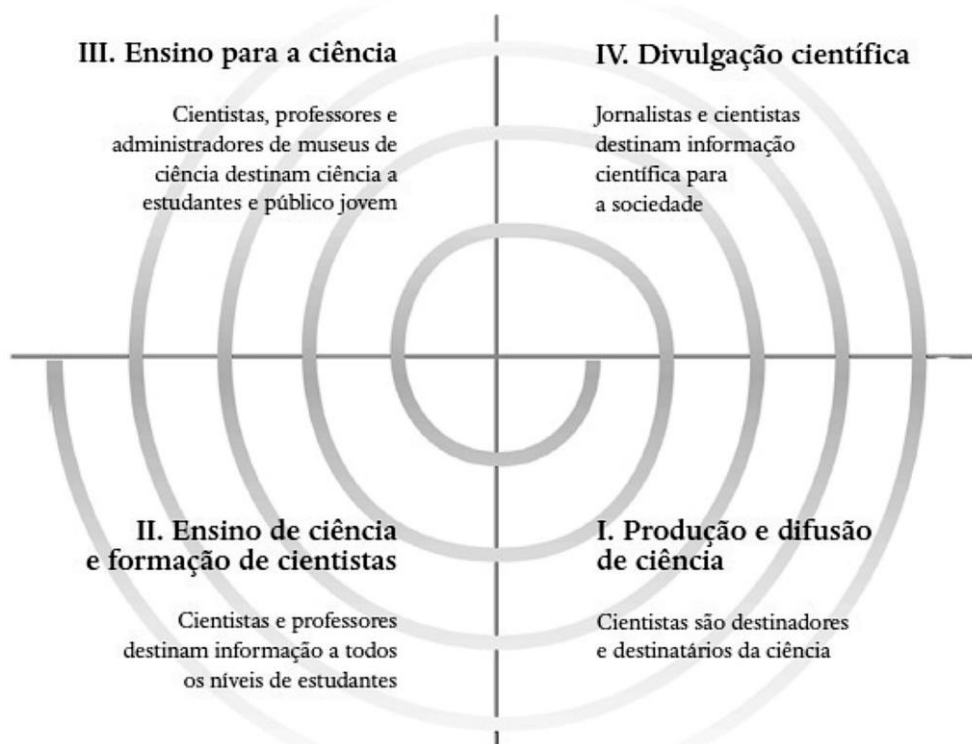 III. Ensino para a ciência
Cientistas, professores e
administradores de museus de
ciência destinam ciência a
estudantes e público jovem
IV. Divulgação científica
Jornalistas e cientistas
destinam informação
científica para
a sociedade
II. Ensino de ciência
e formação de cientistas
Cientistas e professores
destinam informação a todos
os níveis de estudantes
I. Produção e difusão
de ciência
Cientistas são destinadores
e destinatários da ciência